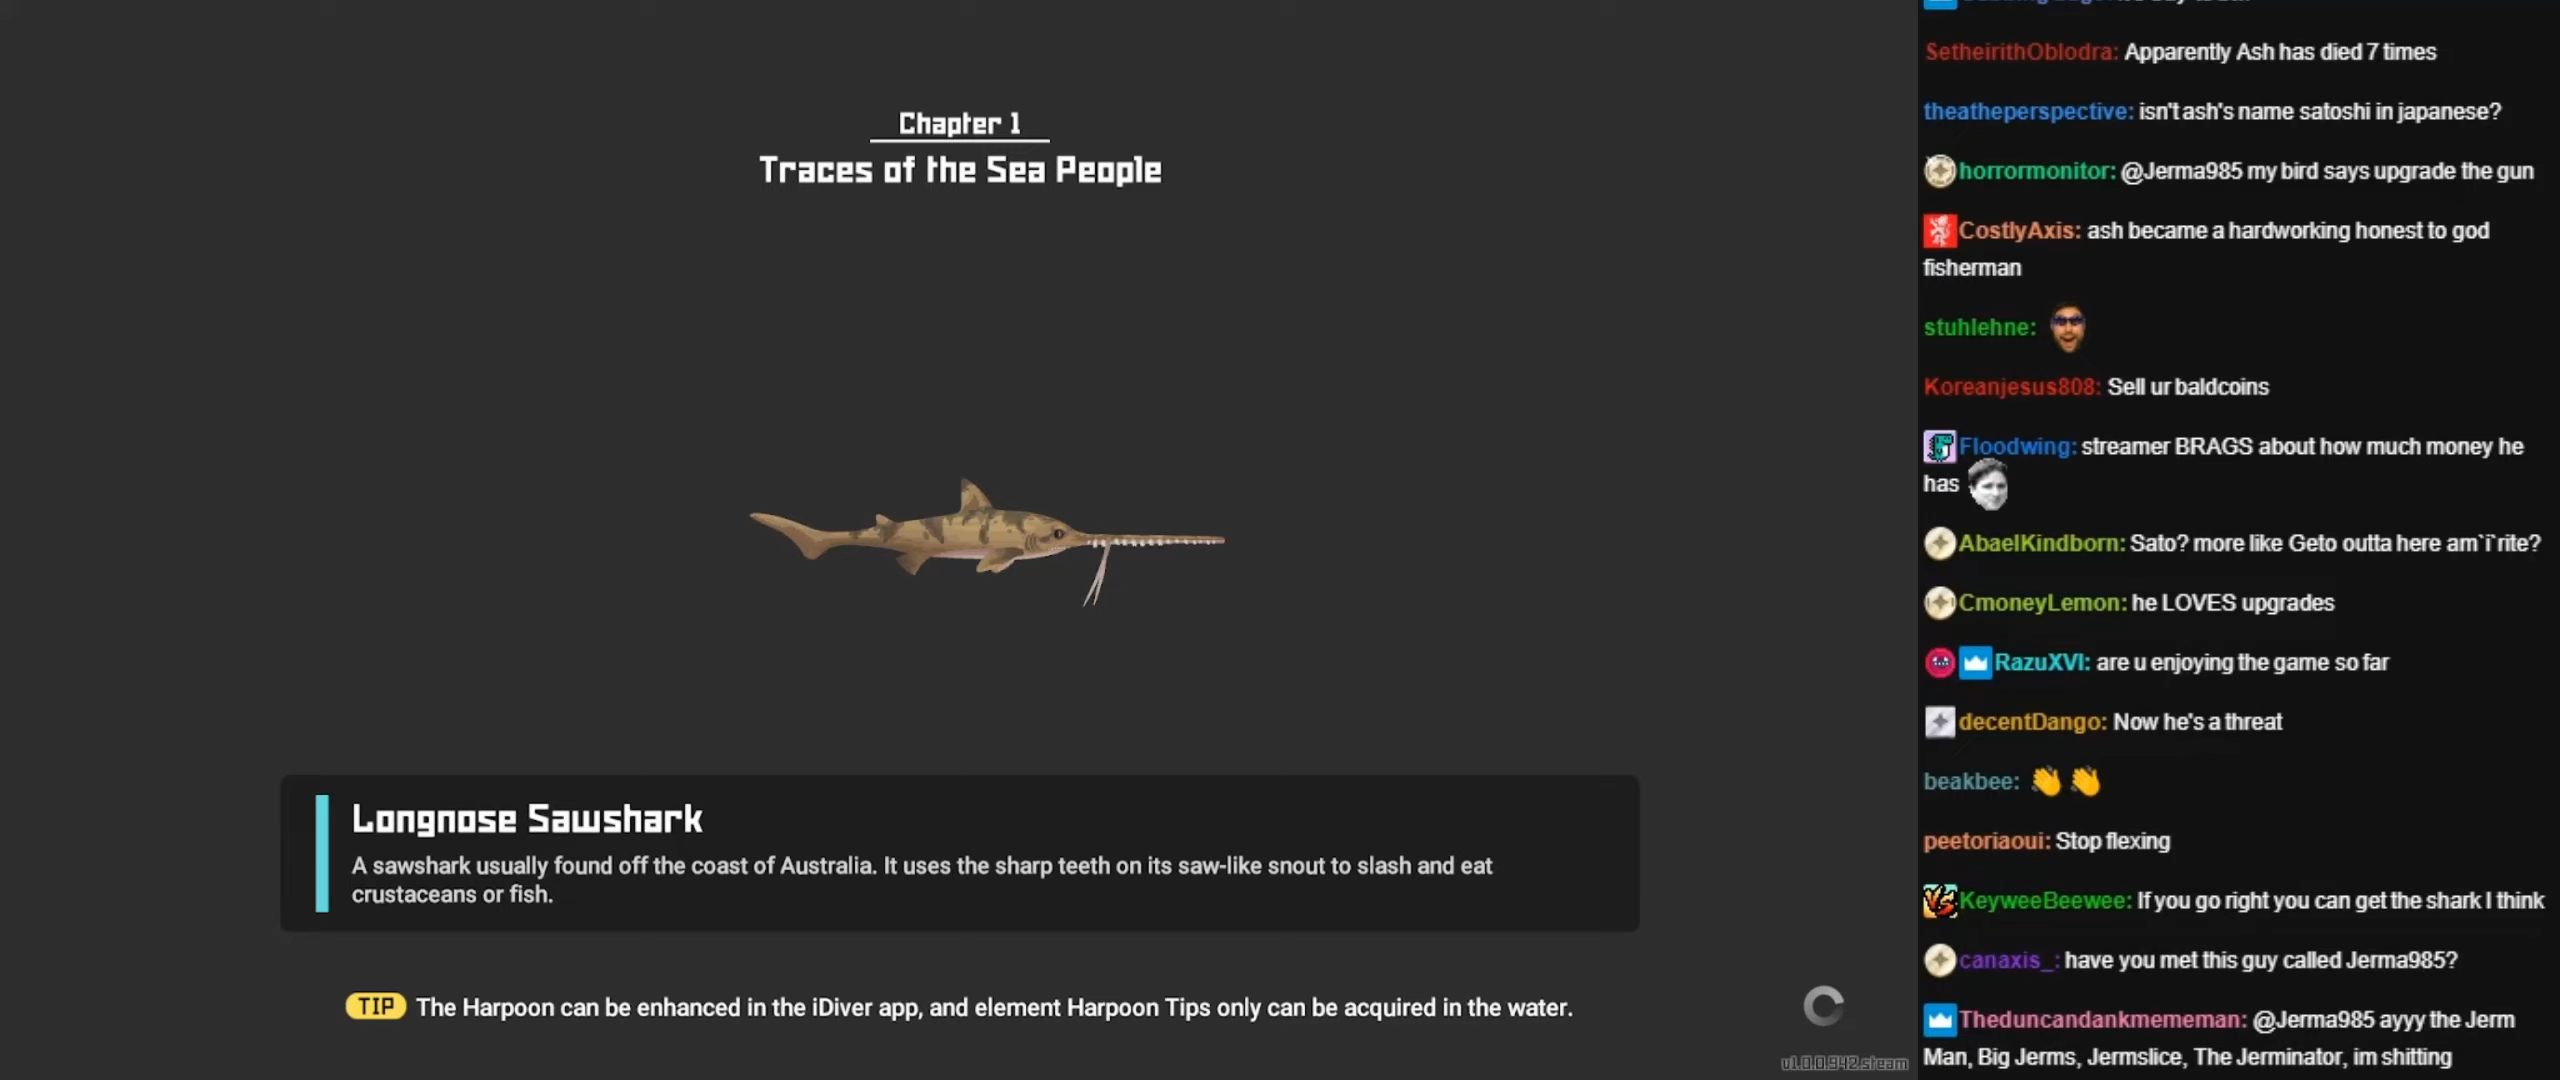 Chapter 1
Traces of the Sea People
Longnose Sawshark
A sawshark usually found off the coast of Australia. It uses the sharp teeth on its saw-like snout to slash and eat
crustaceans or fish.
TIP The Harpoon can be enhanced in the iDiver app, and element Harpoon Tips only can be acquired in the water.
v1.0.0.942.steam
SetheirithOblodra: Apparently Ash has died 7 times
theatheperspective: isn't ash's name satoshi in japanese?
horrormonitor: @Jerma985 my bird says upgrade the gun
CostlyAxis: ash became a hardworking honest to god
fisherman
stuhlehne:
Koreanjesus808: Sell ur baldcoins
Floodwing: streamer BRAGS about how much money he
has
AbaelKindborn: Sato? more like Geto outta here am`i`rite?
CmoneyLemon: he LOVES upgrades
RazuXVI: are u enjoying the game so far
decentDango: Now he's a threat
beakbee: 👏 👏
peetoriaoui: Stop flexing
KeyweeBeewee: If you go right you can get the shark I think
canaxis_: have you met this guy called Jerma985?
Theduncandankmememan: @Jerma985 ayyy the Jerm
Man, Big Jerms, Jermslice, The Jerminator, im shitting